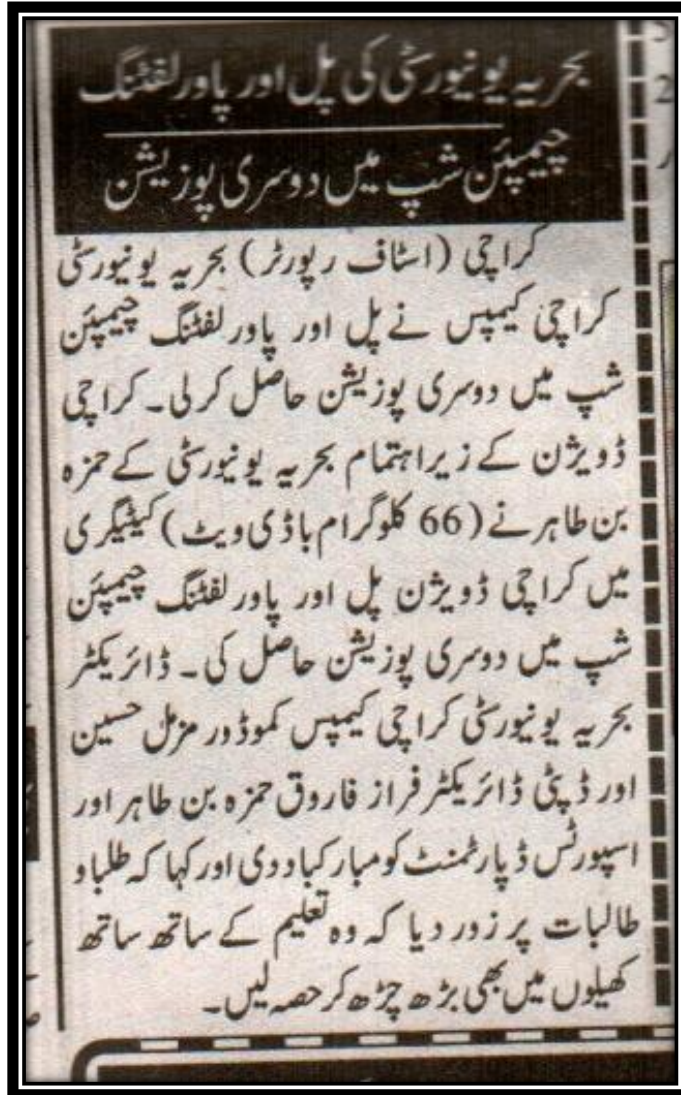 بحریہ یونیورسٹی کی پل اور پاور لفٹنگ
چیمپئن شپ میں دوسری پوزیشن
کراچی (اسٹاف رپورٹر) بحریہ یونیورسٹی
کراچی کیمپس نے پل اور پاور لفٹنگ چیمپئن
شپ میں دوسری پوزیشن حاصل کرلی۔ کراچی
ڈویژن کے زیراہتمام بحریہ یونیورسٹی کے حمزہ
بن طاہر نے (66 کلوگرام باڈی ویٹ) کیٹیگری
میں کراچی ڈویژن پل اور پاور لفٹنگ چیمپئن
شپ میں دوسری پوزیشن حاصل کی۔ ڈائریکٹر
بحریہ یونیورسٹی کراچی کیمپس کموڈور مزمل حسین
اور ڈپٹی ڈائریکٹر فراز فاروق حمزہ بن طاہر اور
اسپورٹس ڈپارٹمنٹ کو مبارکباد دی اور کہا کہ طلبا و
طالبات پر زور دیا کہ وہ تعلیم کے ساتھ ساتھ
کھیلوں میں بھی بڑھ چڑھ کر حصہ لیں۔